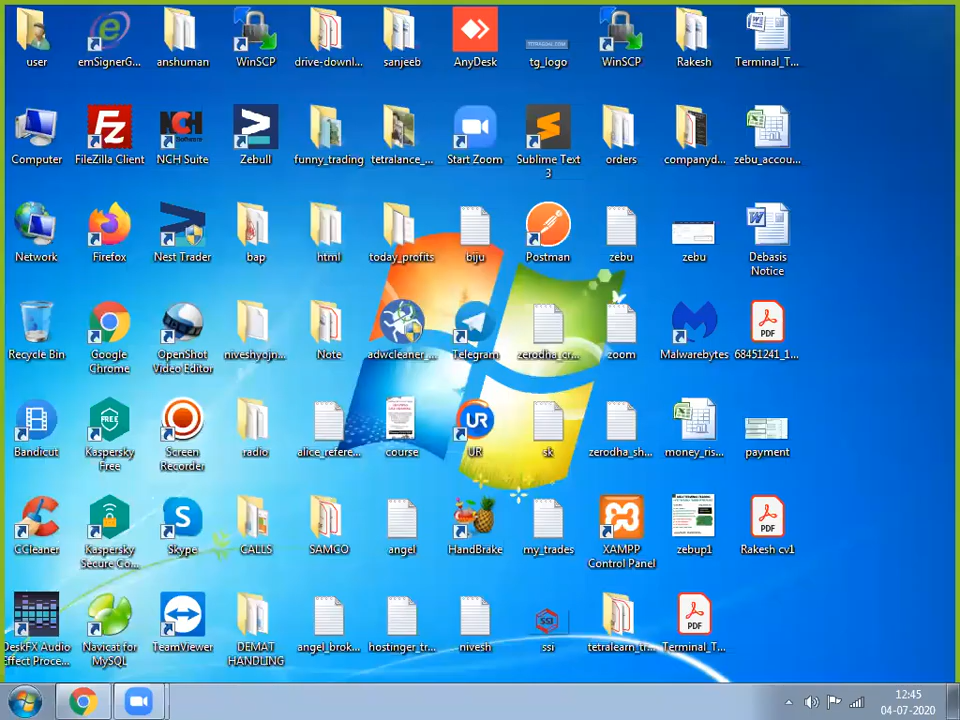 user
emSignerG...
anshuman
WinSCP
drive-downl...
sanjeeb
AnyDesk
tg_logo
WinSCP
Rakesh
Terminal_T...
Computer
FileZilla Client
NCH Suite
Zebull
funny_trading
tetralance_...
Start Zoom
Sublime Text
3
orders
companyd...
zebu_accou...
Network
Firefox
Nest Trader
bap
html
today_profits
biju
Postman
zebu
zebu
Debasis
Notice
Recycle Bin
Google
Chrome
OpenShot
Video Editor
niveshyojn...
Note
adwcleaner_...
Telegram
zerodha_cr...
zoom
Malwarebytes
68451241_1...
Bandicut
Kaspersky
Free
Screen
Recorder
radio
alice_refere...
course
UR
sk
zerodha_sh...
money_ris...
payment
CCleaner
Kaspersky
Secure Co...
Skype
CALLS
SAMCO
angel
HandBrake
my_trades
XAMPP
Control Panel
zebup1
Rakesh cv1
DeskFX Audio
Effect Proce...
Navicat for
MySQL
TeamViewer
DEMAT
HANDLING
angel_brok...
hostinger_tr...
nivesh
ssi
tetralearn_tr...
Terminal_T...
12:45
04-07-2020